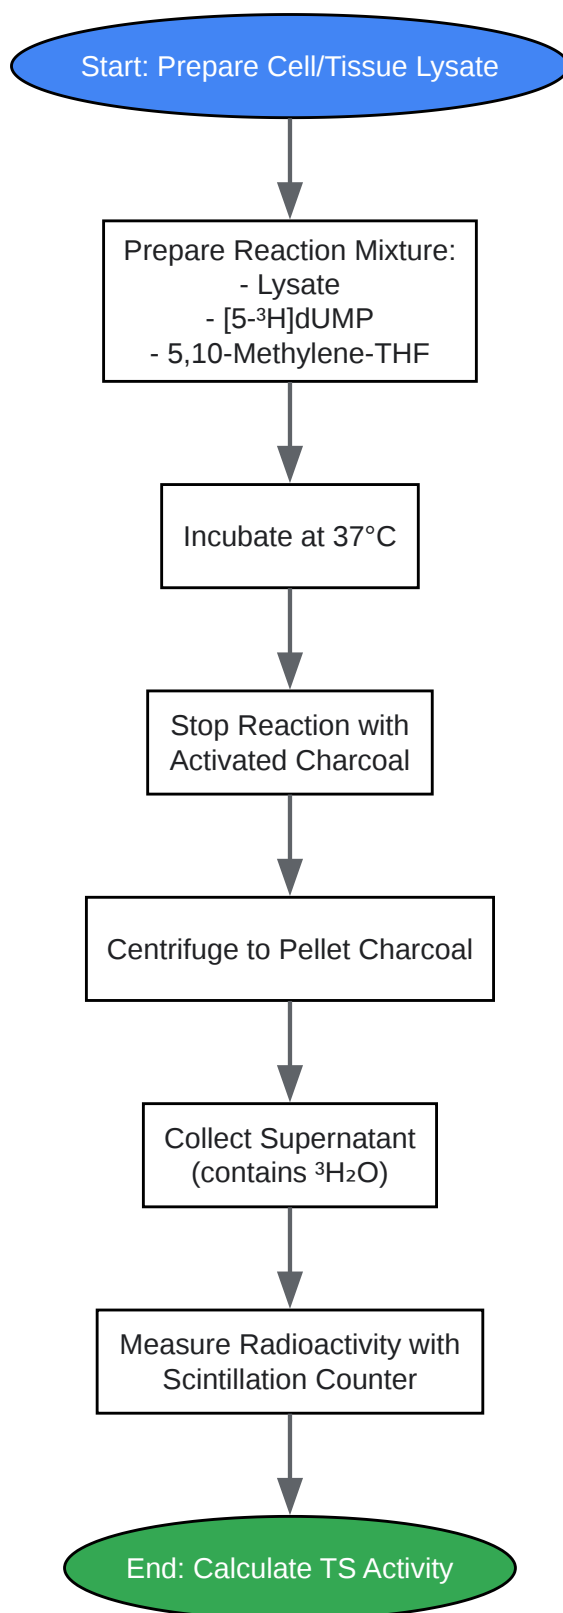 Start: Prepare Cell/Tissue Lysate
Prepare Reaction Mixture:
- Lysate
- [5-³H]dUMP
- 5,10-Methylene-THF
Incubate at 37°C
Stop Reaction with
Activated Charcoal
Centrifuge to Pellet Charcoal
Collect Supernatant
(contains ³H₂O)
Measure Radioactivity with
Scintillation Counter
End: Calculate TS Activity